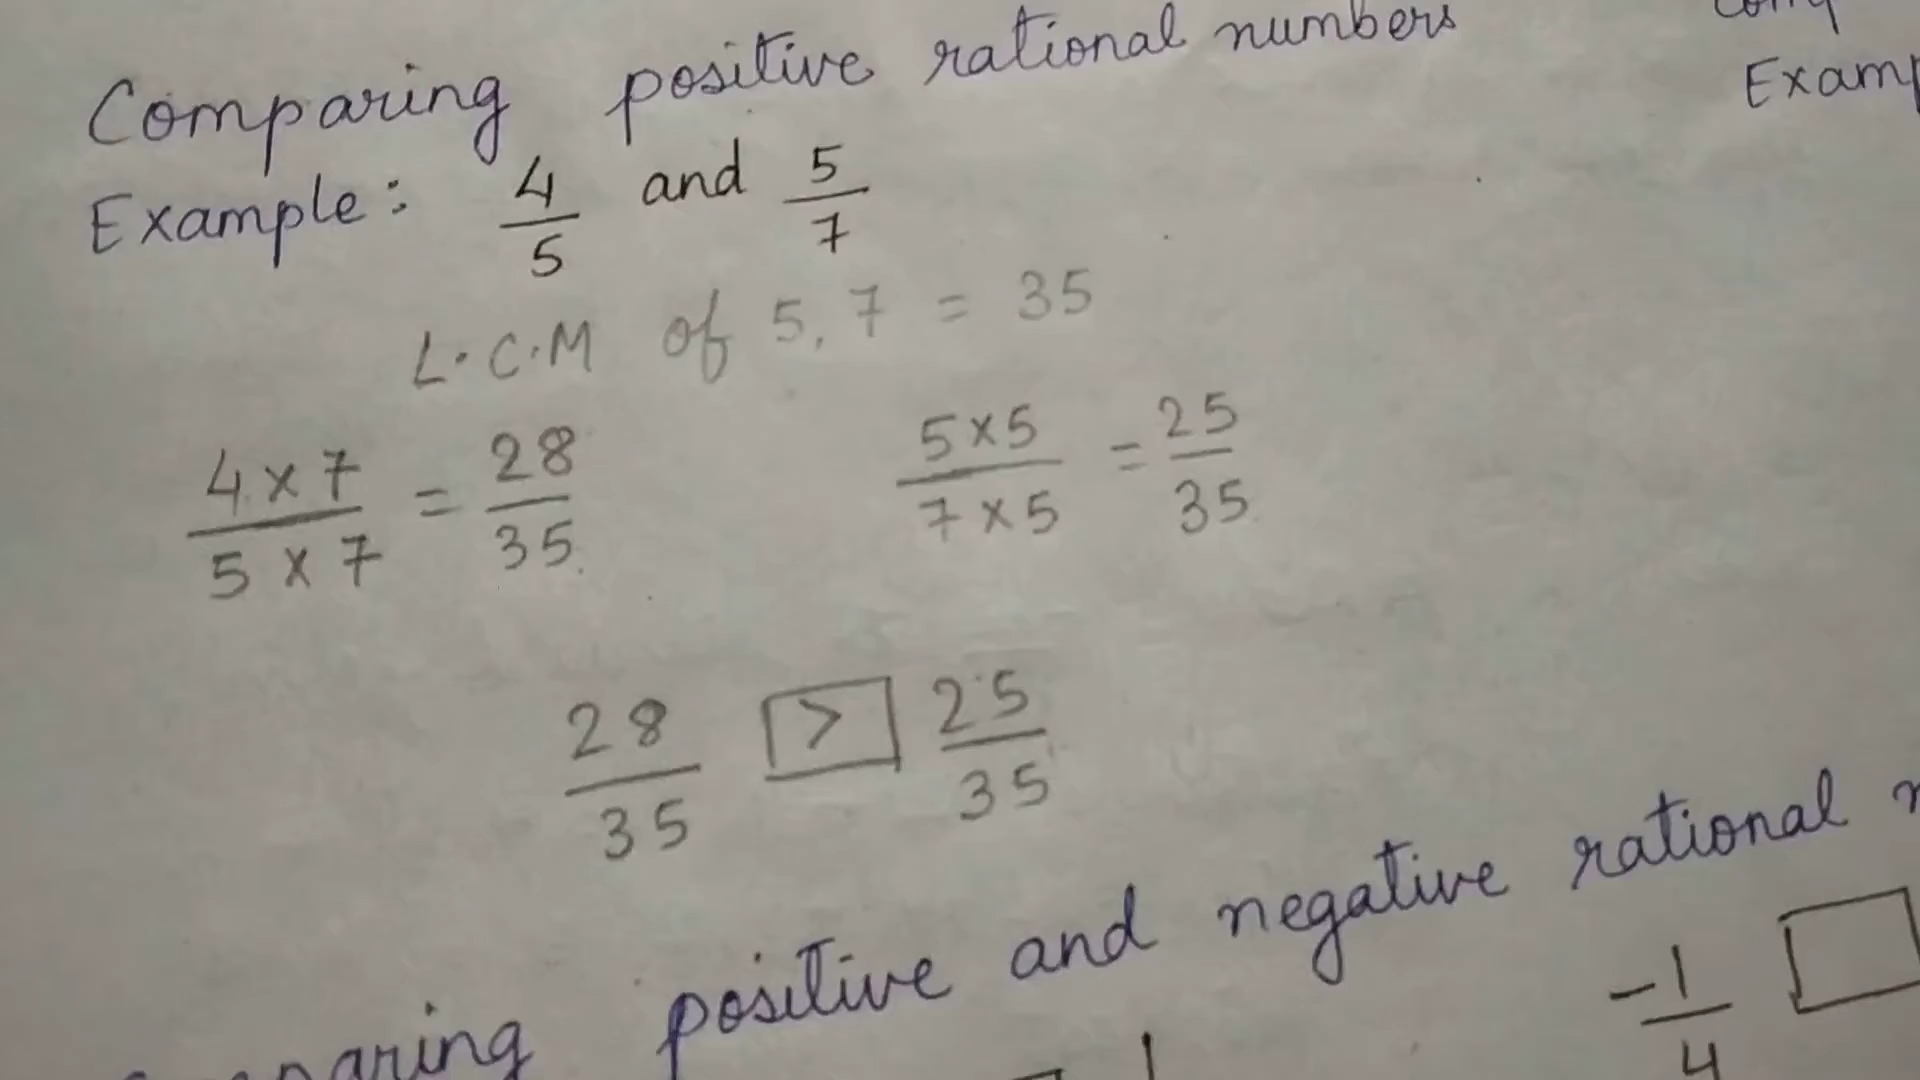 Comparing positive rational numbers
Example: 4/5 and 5/7
L.C.M of 5, 7 = 35
4 x 7 / 5 x 7 = 28/35
5 x 5 / 7 x 5 = 25/35
28/35 > 25/35
positive and negative rational
-1/4
Exam